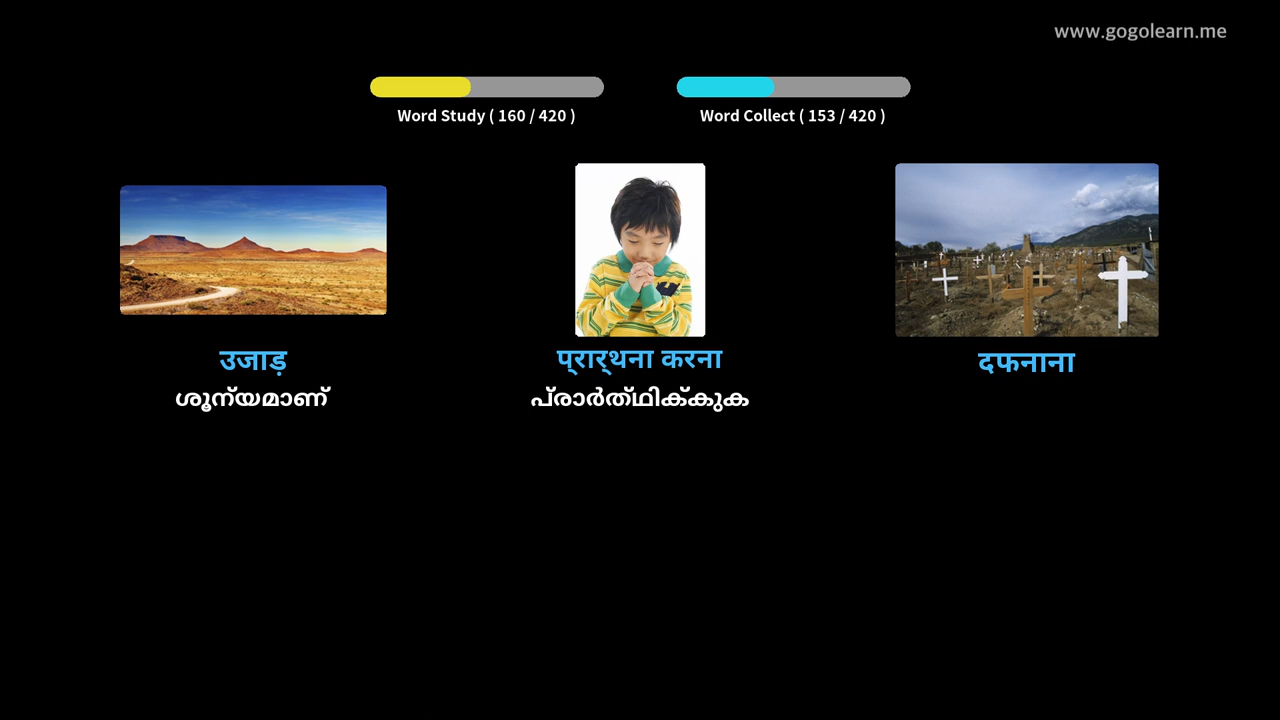 www.gogolearn.me
Word Study ( 160 / 420 )
Word Collect ( 153 / 420 )
उजाड़
प्रार्थना करना
दफनाना
ശൂന്യമാണ്
പ്രാർത്ഥിക്കുക